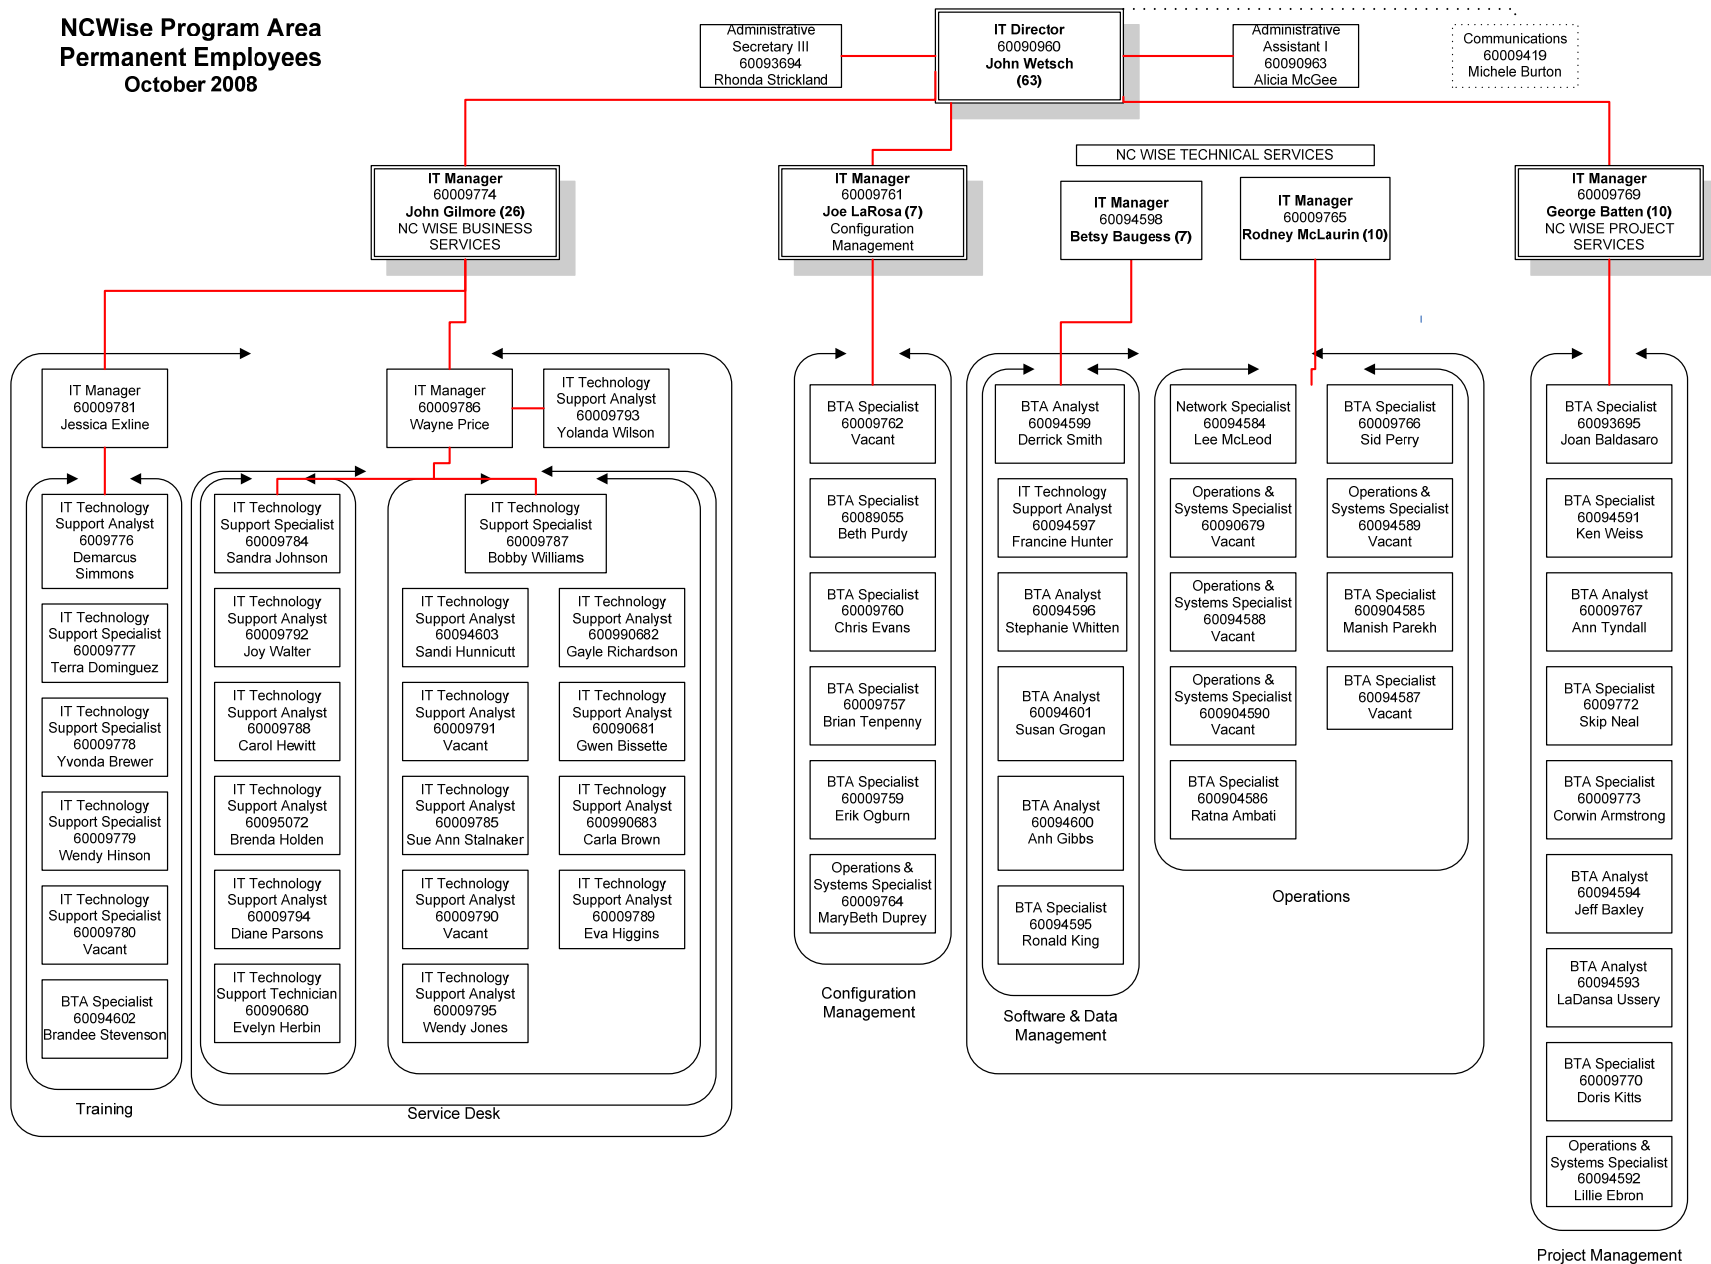 NCWise Program Area
Permanent Employees
October 2008
Administrative
Secretary III
60093694
Rhonda Strickland
IT Director
60090960
John Wetsch
(63)
Administrative
Assistant I
60090963
Alicia McGee
Communications
60009419
Michele Burton
NC WISE TECHNICAL SERVICES
IT Manager
60009774
John Gilmore (26)
NC WISE BUSINESS
SERVICES
IT Manager
60009761
Joe LaRosa (7)
Configuration
Management
IT Manager
60094598
Betsy Baugess (7)
IT Manager
60009765
Rodney McLaurin (10)
IT Manager
60009769
George Batten (10)
NC WISE PROJECT
SERVICES
IT Manager
60009781
Jessica Exline
IT Manager
60009786
Wayne Price
IT Technology
Support Analyst
60009793
Yolanda Wilson
IT Technology
Support Analyst
6009776
Demarcus
Simmons
IT Technology
Support Specialist
60009777
Terra Dominguez
IT Technology
Support Specialist
60009778
Yvonda Brewer
IT Technology
Support Specialist
60009779
Wendy Hinson
IT Technology
Support Specialist
60009780
Vacant
BTA Specialist
60094602
Brandee Stevenson
Training
IT Technology
Support Specialist
60009784
Sandra Johnson
IT Technology
Support Analyst
60009792
Joy Walter
IT Technology
Support Analyst
60009788
Carol Hewitt
IT Technology
Support Analyst
60095072
Brenda Holden
IT Technology
Support Analyst
60009794
Diane Parsons
IT Technology
Support Technician
60090680
Evelyn Herbin
IT Technology
Support Specialist
60009787
Bobby Williams
IT Technology
Support Analyst
60094603
Sandi Hunnicutt
IT Technology
Support Analyst
60009791
Vacant
IT Technology
Support Analyst
60009785
Sue Ann Stalnaker
IT Technology
Support Analyst
60009790
Vacant
IT Technology
Support Analyst
60009795
Wendy Jones
IT Technology
Support Analyst
600990682
Gayle Richardson
IT Technology
Support Analyst
60090681
Gwen Bissette
IT Technology
Support Analyst
600990683
Carla Brown
IT Technology
Support Analyst
60009789
Eva Higgins
Service Desk
BTA Specialist
60009762
Vacant
BTA Specialist
60089055
Beth Purdy
BTA Specialist
60009760
Chris Evans
BTA Specialist
60009757
Brian Tenpenny
BTA Specialist
60009759
Erik Ogburn
Operations &
Systems Specialist
60009764
MaryBeth Duprey
Configuration
Management
BTA Analyst
60094599
Derrick Smith
IT Technology
Support Analyst
60094597
Francine Hunter
BTA Analyst
60094596
Stephanie Whitten
BTA Analyst
60094601
Susan Grogan
BTA Analyst
60094600
Anh Gibbs
BTA Specialist
60094595
Ronald King
Software & Data
Management
Network Specialist
60094584
Lee McLeod
Operations &
Systems Specialist
60090679
Vacant
Operations &
Systems Specialist
60094588
Vacant
Operations &
Systems Specialist
600904590
Vacant
BTA Specialist
600904586
Ratna Ambati
BTA Specialist
60009766
Sid Perry
Operations &
Systems Specialist
60094589
Vacant
BTA Specialist
600904585
Manish Parekh
BTA Specialist
60094587
Vacant
Operations
BTA Specialist
60093695
Joan Baldasaro
BTA Specialist
60094591
Ken Weiss
BTA Analyst
60009767
Ann Tyndall
BTA Specialist
6009772
Skip Neal
BTA Specialist
60009773
Corwin Armstrong
BTA Analyst
60094594
Jeff Baxley
BTA Analyst
60094593
LaDansa Ussery
BTA Specialist
60009770
Doris Kitts
Operations &
Systems Specialist
60094592
Lillie Ebron
Project Management